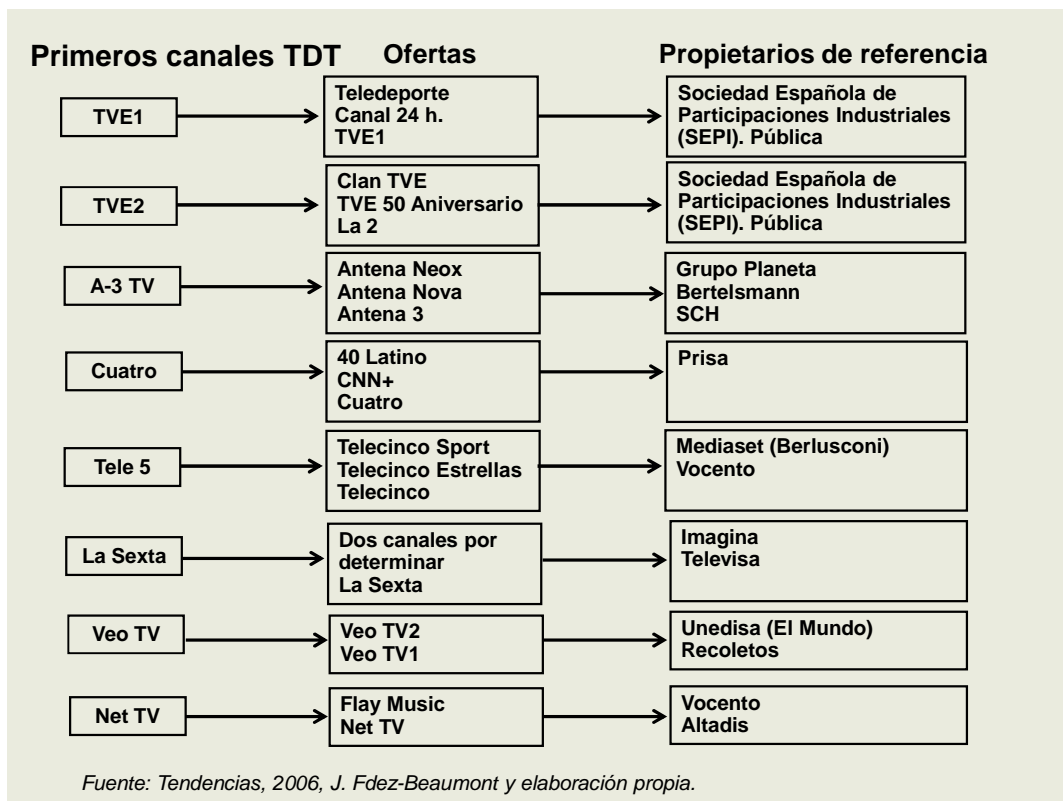 Primeros canales TDT
Ofertas
Propietarios de referencia
TVE1
Teledeporte
Canal 24 h.
TVE1
Sociedad Española de
Participaciones Industriales
(SEPI). Pública
TVE2
Clan TVE
TVE 50 Aniversario
La 2
Sociedad Española de
Participaciones Industriales
(SEPI). Pública
A-3 TV
Antena Neox
Antena Nova
Antena 3
Grupo Planeta
Bertelsmann
SCH
Cuatro
40 Latino
CNN+
Cuatro
Prisa
Tele 5
Telecinco Sport
Telecinco Estrellas
Telecinco
Mediaset (Berlusconi)
Vocento
La Sexta
Dos canales por
determinar
La Sexta
Imagina
Televisa
Veo TV
Veo TV2
Veo TV1
Unedisa (El Mundo)
Recoletos
Net TV
Flay Music
Net TV
Vocento
Altadis
Fuente: Tendencias, 2006, J. Fdez-Beaumont y elaboración propia.